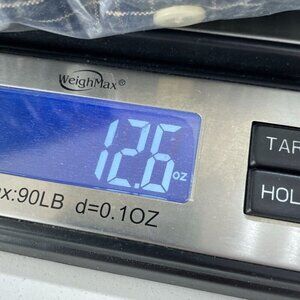 WeighMax®
12.6 oz
x:90LB d=0.1OZ
TAR
HOL